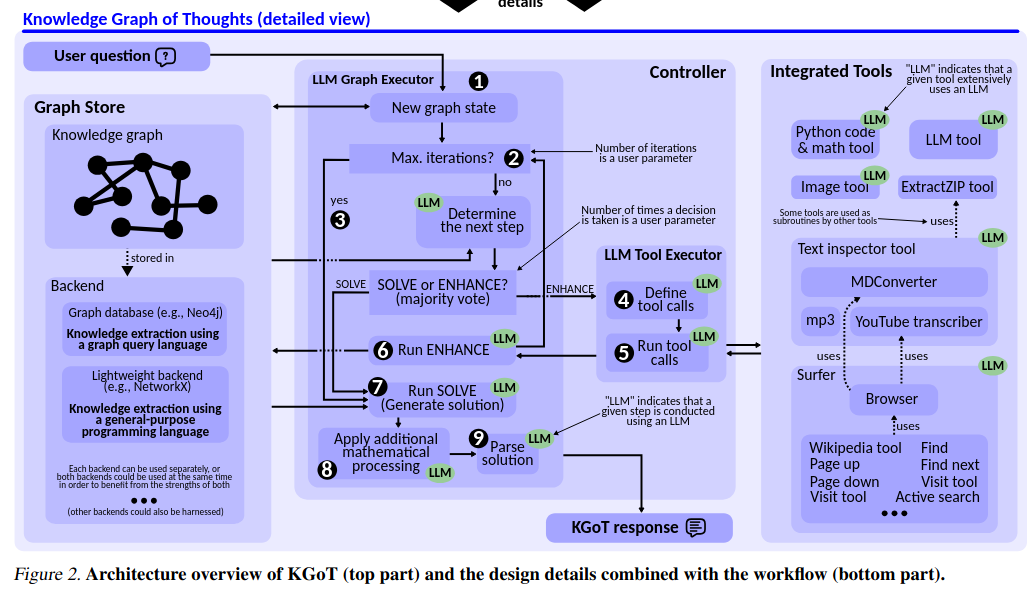 details
Knowledge Graph of Thoughts (detailed view)
User question
?
Graph Store
Knowledge graph
stored in
Backend
Graph database (e.g., Neo4j)
Knowledge extraction using
a graph query language
Lightweight backend
(e.g., NetworkX)
Knowledge extraction using
a general-purpose
programming language
Each backend can be used separately, or
both backends could be used at the same time
in order to benefit from the strengths of both
(other backends could also be harnessed)
Controller
LLM Graph Executor
1
New graph state
Max. iterations?
2
Number of iterations
is a user parameter
no
yes
3
LLM
Determine
the next step
Number of times a decision
is taken is a user parameter
SOLVE
SOLVE or ENHANCE?
(majority vote)
ENHANCE
LLM Tool Executor
LLM
4
Define
tool calls
LLM
5
Run tool
calls
LLM
6
Run ENHANCE
7
Run SOLVE
(Generate solution)
LLM
"LLM" indicates that a
given step is conducted
using an LLM
Apply additional
mathematical
processing
8
LLM
9
Parse
solution
LLM
KGoT response
Integrated Tools
"LLM" indicates that a
given tool extensively
uses an LLM
LLM
Python code
& math tool
LLM
LLM tool
LLM
Image tool
ExtractZIP tool
Some tools are used as
subroutines by other tools
uses
LLM
Text inspector tool
MDConverter
mp3
YouTube transcriber
uses
uses
LLM
Surfer
Browser
uses
Wikipedia tool
Find
Page up
Find next
Page down
Visit tool
Visit tool
Active search
Figure 2. Architecture overview of KGoT (top part) and the design details combined with the workflow (bottom part).